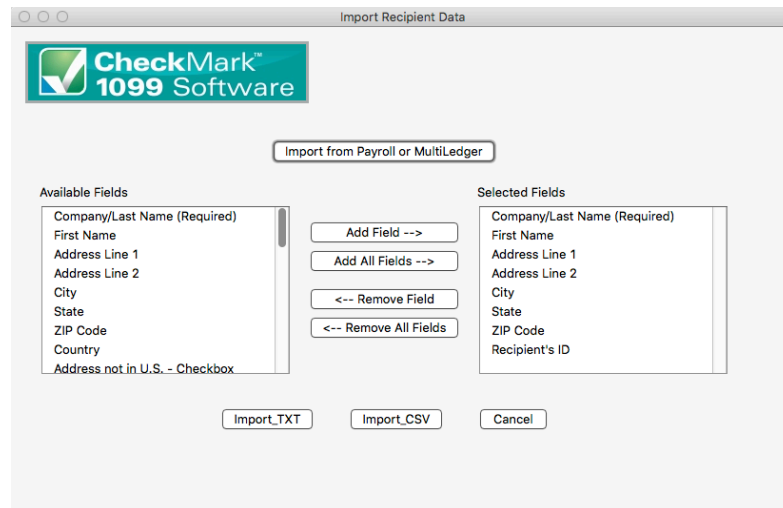 Import Recipient Data
CheckMark™
1099 Software
Import from Payroll or MultiLedger
Available Fields
Selected Fields
Company/Last Name (Required)
First Name
Address Line 1
Address Line 2
City
State
ZIP Code
Country
Address not in U.S. - Checkbox
Add Field -->
Add All Fields -->
<-- Remove Field
<-- Remove All Fields
Company/Last Name (Required)
First Name
Address Line 1
Address Line 2
City
State
ZIP Code
Recipient's ID
Import_TXT
Import_CSV
Cancel